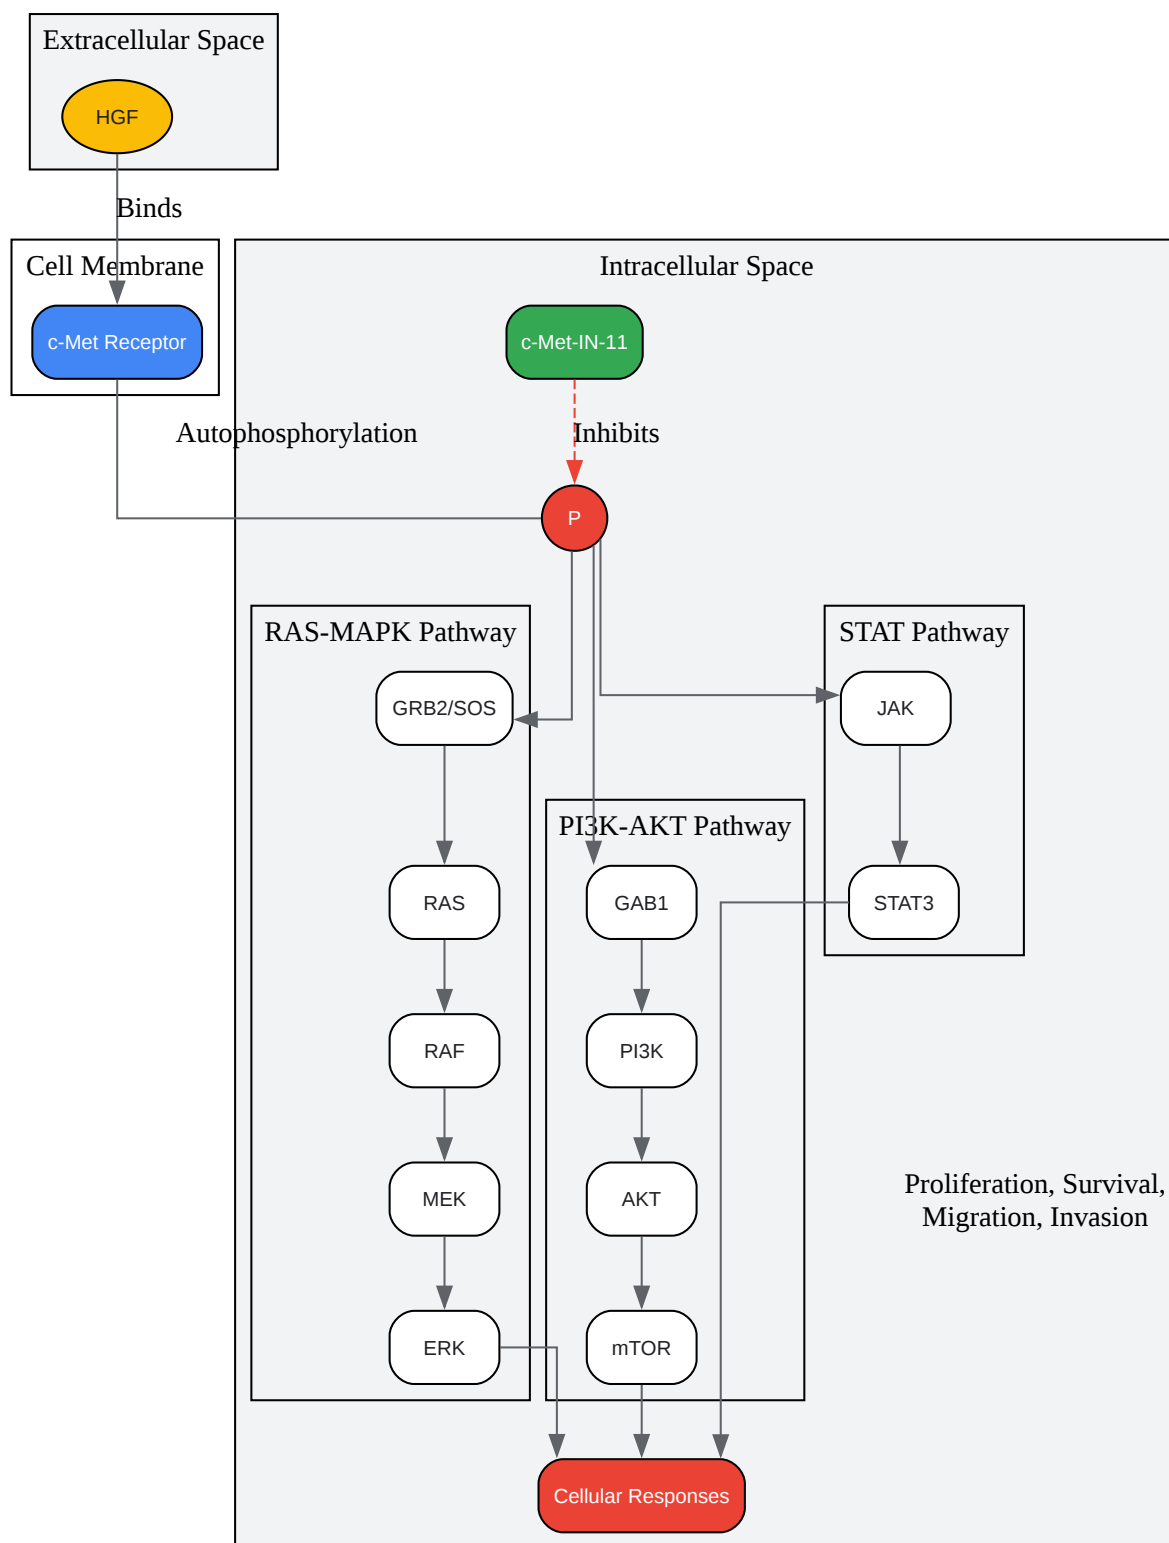 Extracellular Space
HGF
Binds
Cell Membrane
c-Met Receptor
Intracellular Space
c-Met-IN-11
Autophosphorylation
Inhibits
P
RAS-MAPK Pathway
GRB2/SOS
RAS
RAF
MEK
ERK
PI3K-AKT Pathway
GAB1
PI3K
AKT
mTOR
STAT Pathway
JAK
STAT3
Proliferation, Survival,
Migration, Invasion
Cellular Responses